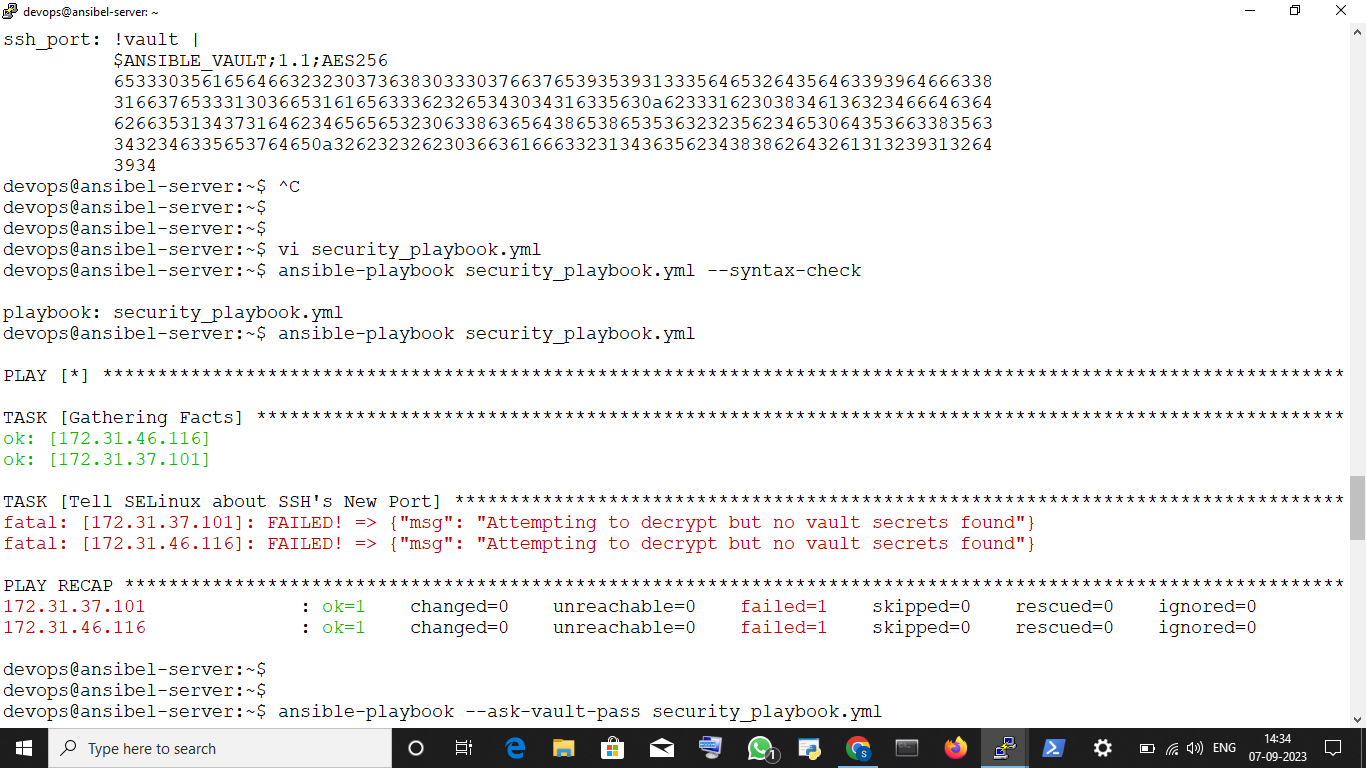 devops@ansibel-server: ~
ssh_port: !vault |
$ANSIBLE_VAULT;1.1;AES256
65333035616564663232303736383033303766376539353931333564653264356463393964666338
3166376533313036653161656333623265343034316335630a623331623038346136323466646364
62663531343731646234656565323063386365643865386535363232356234653064353663383563
3432346335653764650a326232326230366361666332313436356234383862643261313239313264
3934
devops@ansibel-server:~$ ^C
devops@ansibel-server:~$
devops@ansibel-server:~$
devops@ansibel-server:~$ vi security_playbook.yml
devops@ansibel-server:~$ ansible-playbook security_playbook.yml --syntax-check
playbook: security_playbook.yml
devops@ansibel-server:~$ ansible-playbook security_playbook.yml
PLAY [*] *****************************************************************************************************************
TASK [Gathering Facts] ***************************************************************************************************
ok: [172.31.46.116]
ok: [172.31.37.101]
TASK [Tell SELinux about SSH's New Port] *********************************************************************************
fatal: [172.31.37.101]: FAILED! => {"msg": "Attempting to decrypt but no vault secrets found"}
fatal: [172.31.46.116]: FAILED! => {"msg": "Attempting to decrypt but no vault secrets found"}
PLAY RECAP ***************************************************************************************************************
172.31.37.101 : ok=1 changed=0 unreachable=0 failed=1 skipped=0 rescued=0 ignored=0
172.31.46.116 : ok=1 changed=0 unreachable=0 failed=1 skipped=0 rescued=0 ignored=0
devops@ansibel-server:~$
devops@ansibel-server:~$
devops@ansibel-server:~$ ansible-playbook --ask-vault-pass security_playbook.yml
Type here to search
1
S
ENG
14:34
07-09-2023